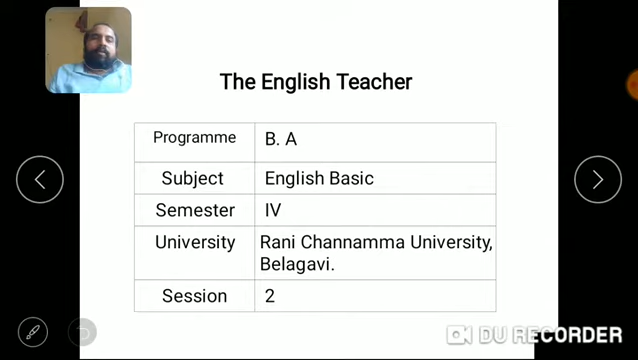 The English Teacher
Programme B. A
Subject English Basic
Semester IV
University Rani Channamma University,
Belagavi.
Session 2
DU RECORDER